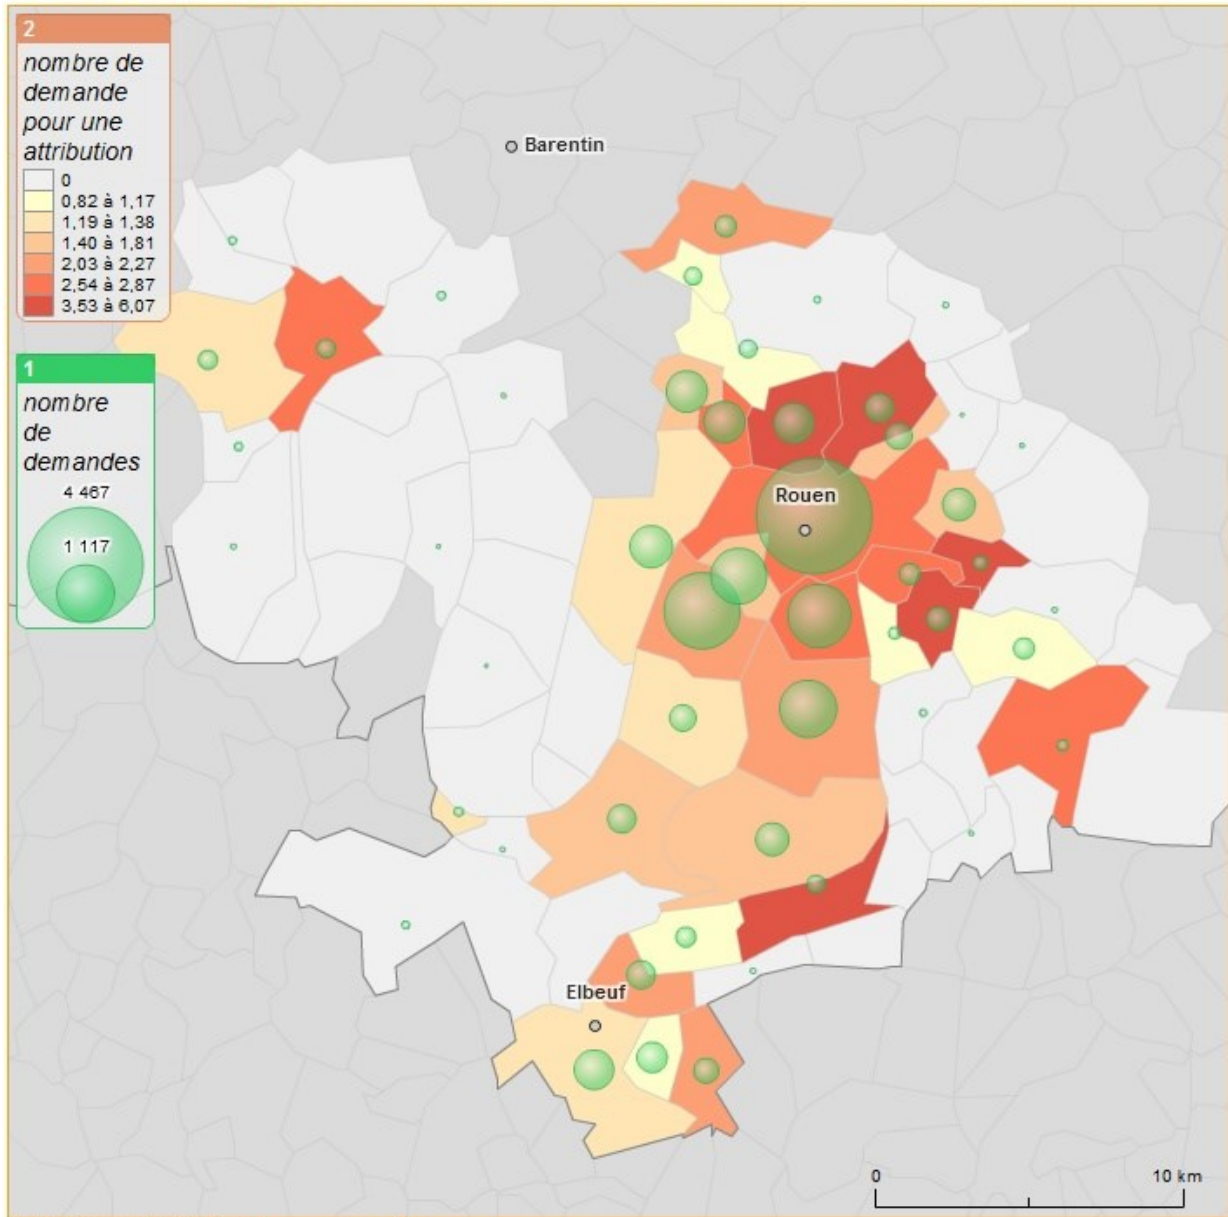 2
nombre de
demande
pour une
attribution
0
0,82 à 1,17
1,19 à 1,38
1,40 à 1,81
2,03 à 2,27
2,54 à 2,87
3,53 à 6,07
1
nombre
de
demandes
4 467
1 117
Barentin
Rouen
Elbeuf
0 10 km